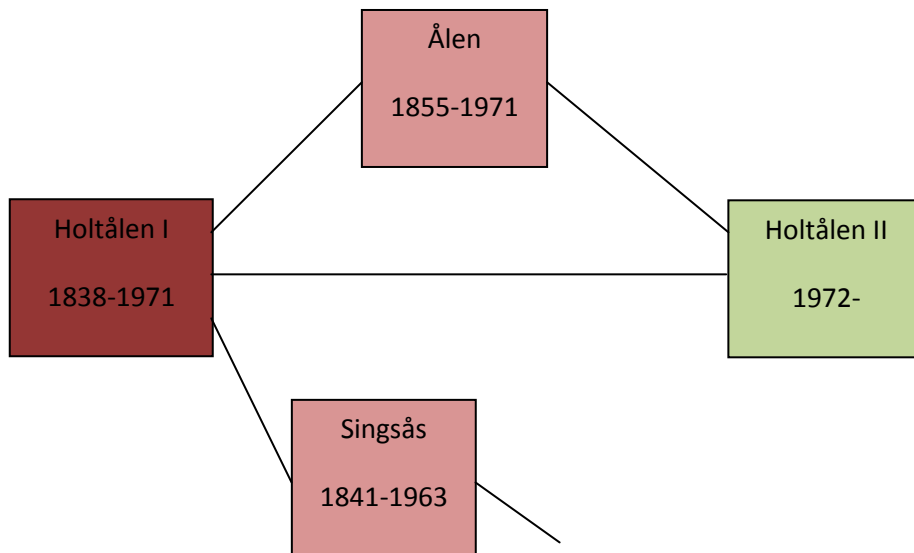 Ålen
1855-1971
Holtålen I
1838-1971
Holtålen II
1972-
Singsås
1841-1963